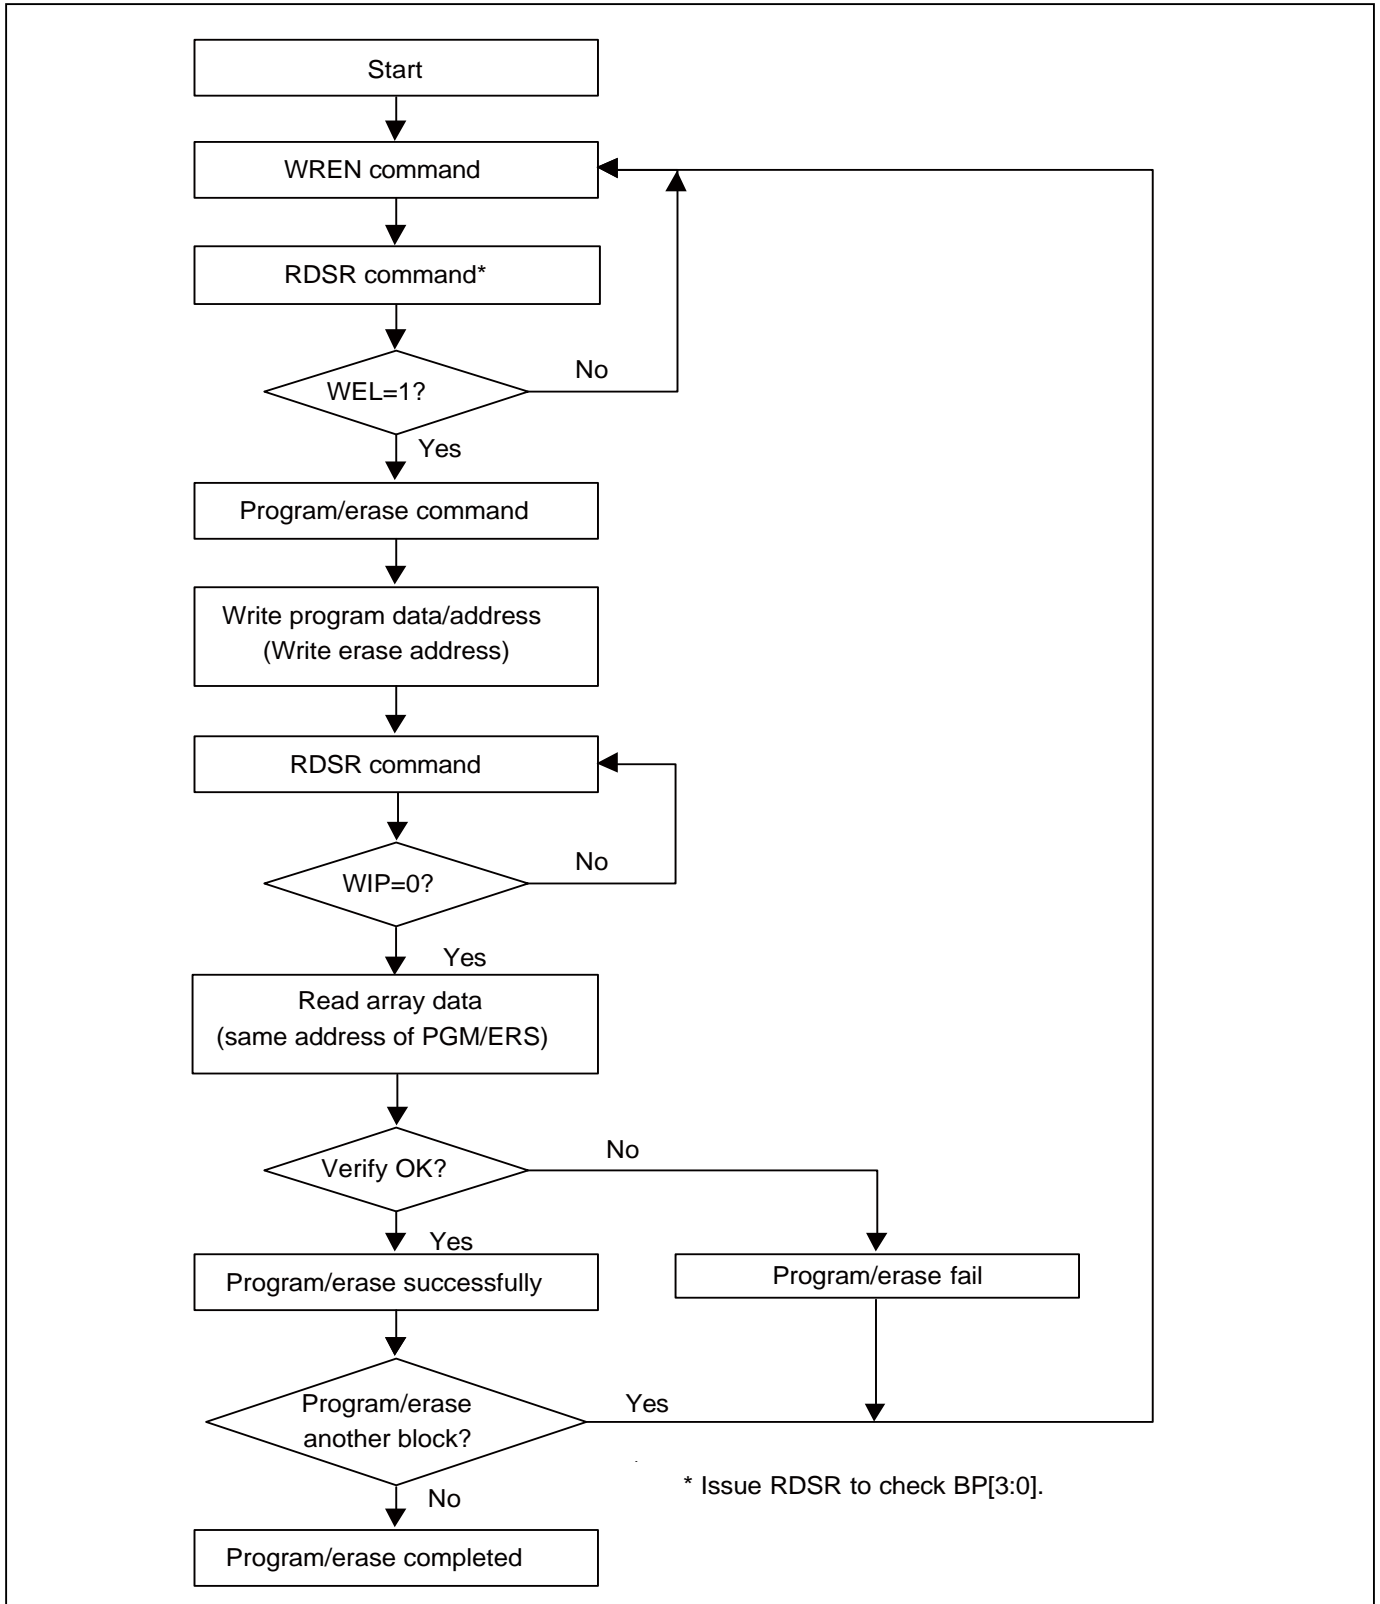 Start
WREN command
RDSR command*
WEL=1?
No
Yes
Program/erase command
Write program data/address
(Write erase address)
RDSR command
WIP=0?
No
Yes
Read array data
(same address of PGM/ERS)
Verify OK?
No
Yes
Program/erase successfully
Program/erase fail
Program/erase
another block?
Yes
* Issue RDSR to check BP[3:0].
No
Program/erase completed